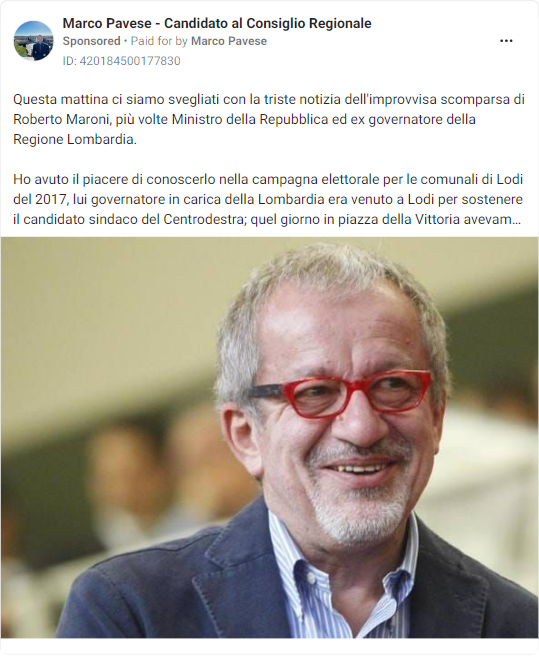 Marco Pavese - Candidato al Consiglio Regionale
Sponsored • Paid for by Marco Pavese
ID: 420184500177830
Questa mattina ci siamo svegliati con la triste notizia dell'improvvisa scomparsa di
Roberto Maroni, più volte Ministro della Repubblica ed ex governatore della
Regione Lombardia.
Ho avuto il piacere di conoscerlo nella campagna elettorale per le comunali di Lodi
del 2017, lui governatore in carica della Lombardia era venuto a Lodi per sostenere
il candidato sindaco del Centrodestra; quel giorno in piazza della Vittoria avevam...